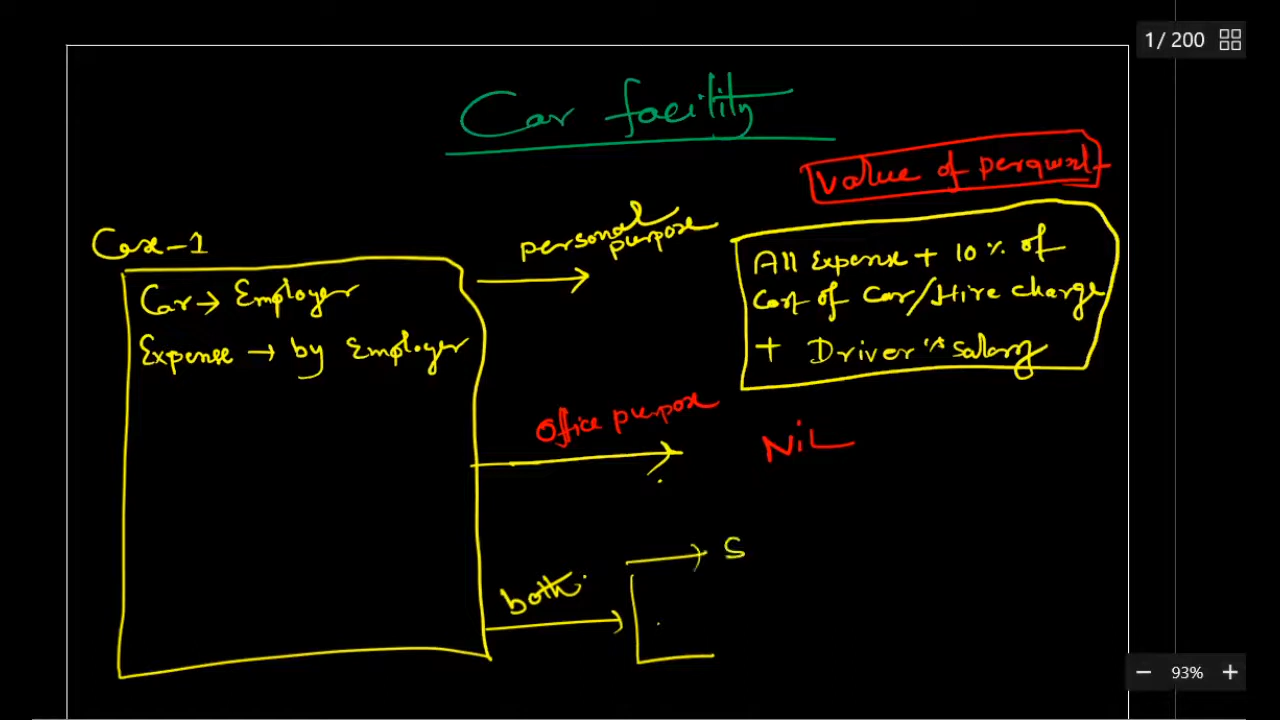 1 / 200
Car facility
Value of perquisit
Case-1
personal
purpose
Car → Employer
Expense → by Employer
All Expense + 10% of
Cost of Car/Hire charge
+ Driver's salary
Office purpose
NiL
both
S
93%